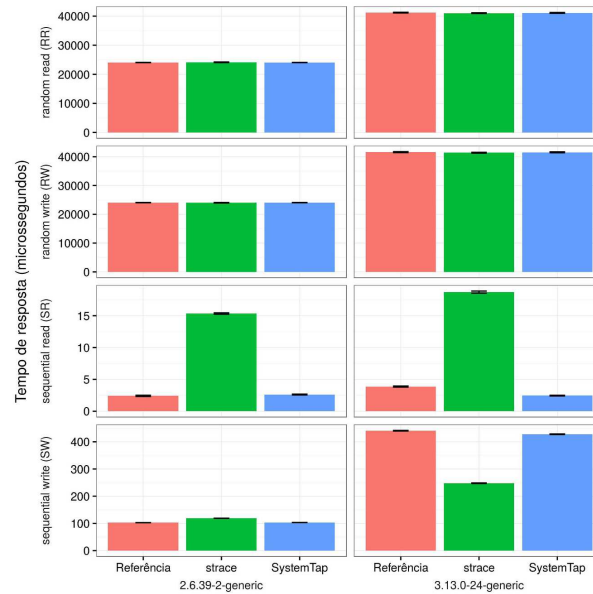 Tempo de resposta (microssegundos)
random read (RR)
40000
30000
20000
10000
0
random write (RW)
40000
30000
20000
10000
0
sequential read (SR)
15
10
5
0
sequential write (SW)
400
300
200
100
0
Referência strace SystemTap Referência strace SystemTap
2.6.39-2-generic 3.13.0-24-generic